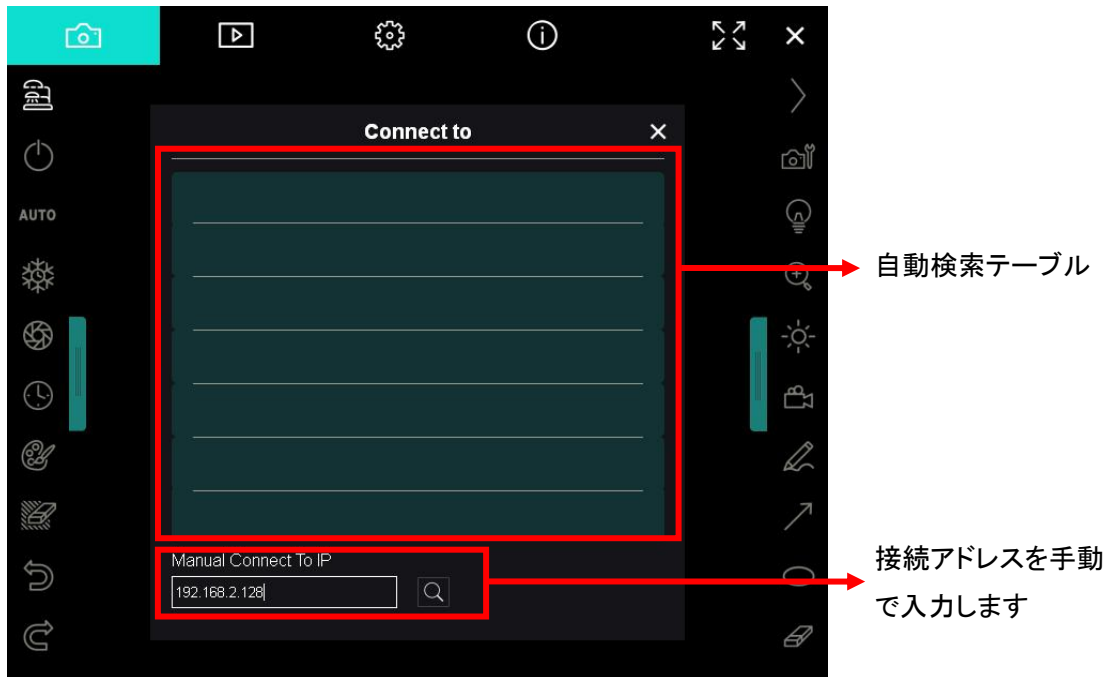 Connect to
AUTO
自動検索テーブル
Manual Connect To IP
192.168.2.128
接続アドレスを手動
で入力します